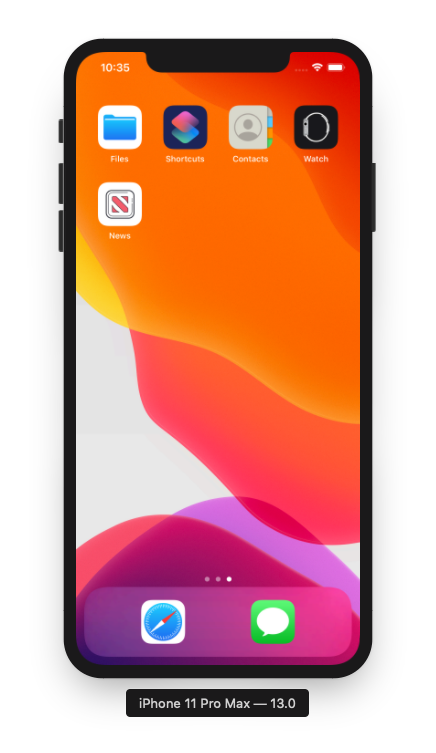 10:35
Files
Shortcuts
Contacts
Watch
News
iPhone 11 Pro Max — 13.0